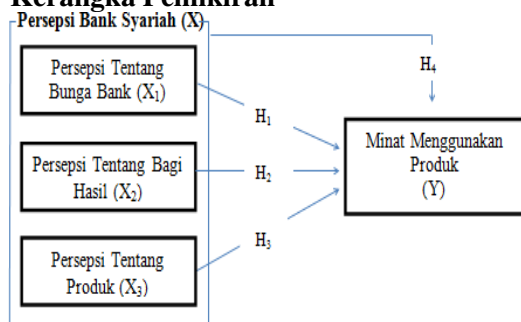 Kerangka Pemikiran
Persepsi Bank Syariah (X)
Persepsi Tentang
Bunga Bank (X₁)
Persepsi Tentang Bagi
Hasil (X₂)
Persepsi Tentang
Produk (X₃)
H₁
H₂
H₃
H₄
Minat Menggunakan
Produk
(Y)